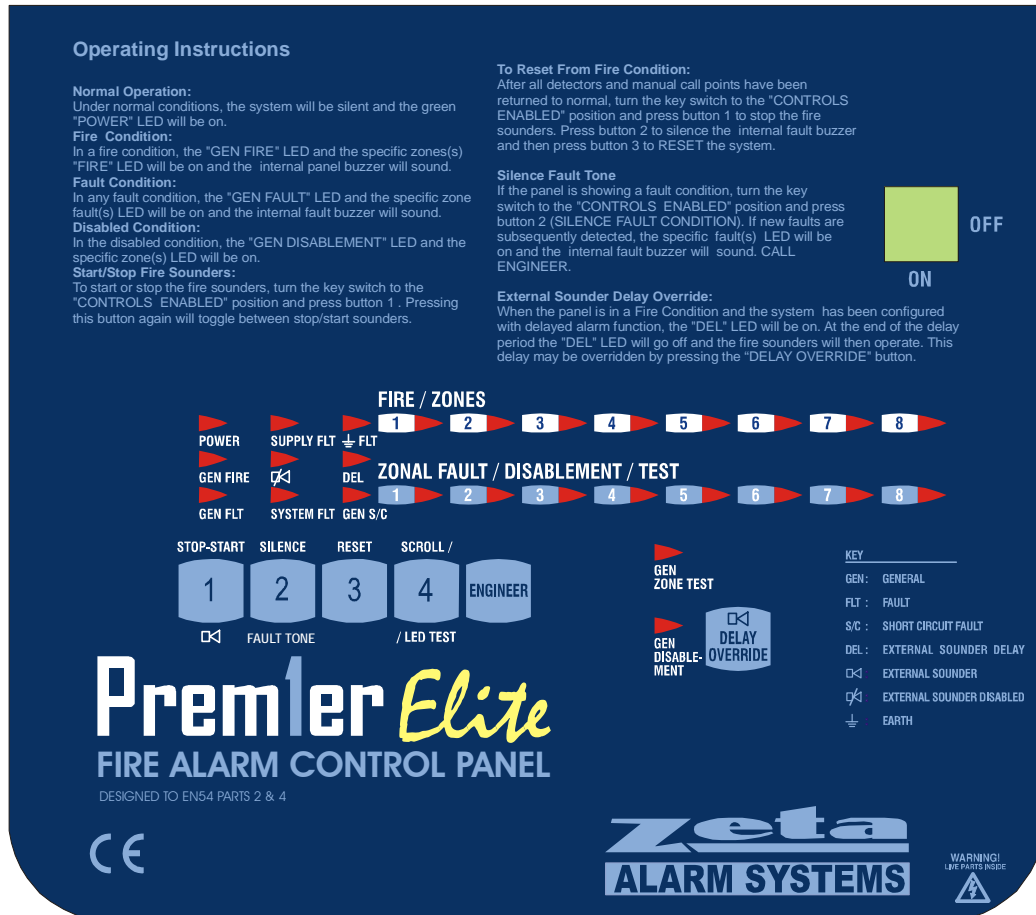 Operating Instructions
Normal Operation:
Under normal conditions, the system will be silent and the green
"POWER" LED will be on.
Fire Condition:
In a fire condition, the "GEN FIRE" LED and the specific zones(s)
"FIRE" LED will be on and the internal panel buzzer will sound.
Fault Condition:
In any fault condition, the "GEN FAULT" LED and the specific zone
fault(s) LED will be on and the internal fault buzzer will sound.
Disabled Condition:
In the disabled condition, the "GEN DISABLEMENT" LED and the
specific zone(s) LED will be on.
Start/Stop Fire Sounders:
To start or stop the fire sounders, turn the key switch to the
"CONTROLS ENABLED" position and press button 1 . Pressing
this button again will toggle between stop/start sounders.
To Reset From Fire Condition:
After all detectors and manual call points have been
returned to normal, turn the key switch to the "CONTROLS
ENABLED" position and press button 1 to stop the fire
sounders. Press button 2 to silence the internal fault buzzer
and then press button 3 to RESET the system.
Silence Fault Tone
If the panel is showing a fault condition, turn the key
switch to the "CONTROLS ENABLED" position and press
button 2 (SILENCE FAULT CONDITION). If new faults are
subsequently detected, the specific fault(s) LED will be
on and the internal fault buzzer will sound. CALL
ENGINEER.
External Sounder Delay Override:
When the panel is in a Fire Condition and the system has been configured
with delayed alarm function, the "DEL" LED will be on. At the end of the delay
period the "DEL" LED will go off and the fire sounders will then operate. This
delay may be overridden by pressing the “DELAY OVERRIDE” button.
OFF
ON
FIRE / ZONES
1 2 3 4 5 6 7 8
POWER SUPPLY FLT FLT
GEN FIRE DEL
ZONAL FAULT / DISABLEMENT / TEST
1 2 3 4 5 6 7 8
GEN FLT SYSTEM FLT GEN S/C
STOP-START SILENCE RESET SCROLL /
1 2 3 4 ENGINEER
FAULT TONE / LED TEST
GEN
ZONE TEST
GEN
DISABLE-
MENT
DELAY
OVERRIDE
KEY
GEN : GENERAL
FLT : FAULT
S/C : SHORT CIRCUIT FAULT
DEL : EXTERNAL SOUNDER DELAY
EXTERNAL SOUNDER
EXTERNAL SOUNDER DISABLED
EARTH
Prem1er Elite
FIRE ALARM CONTROL PANEL
DESIGNED TO EN54 PARTS 2 & 4
CE
Zeta
ALARM SYSTEMS
WARNING!
LIVE PARTS INSIDE